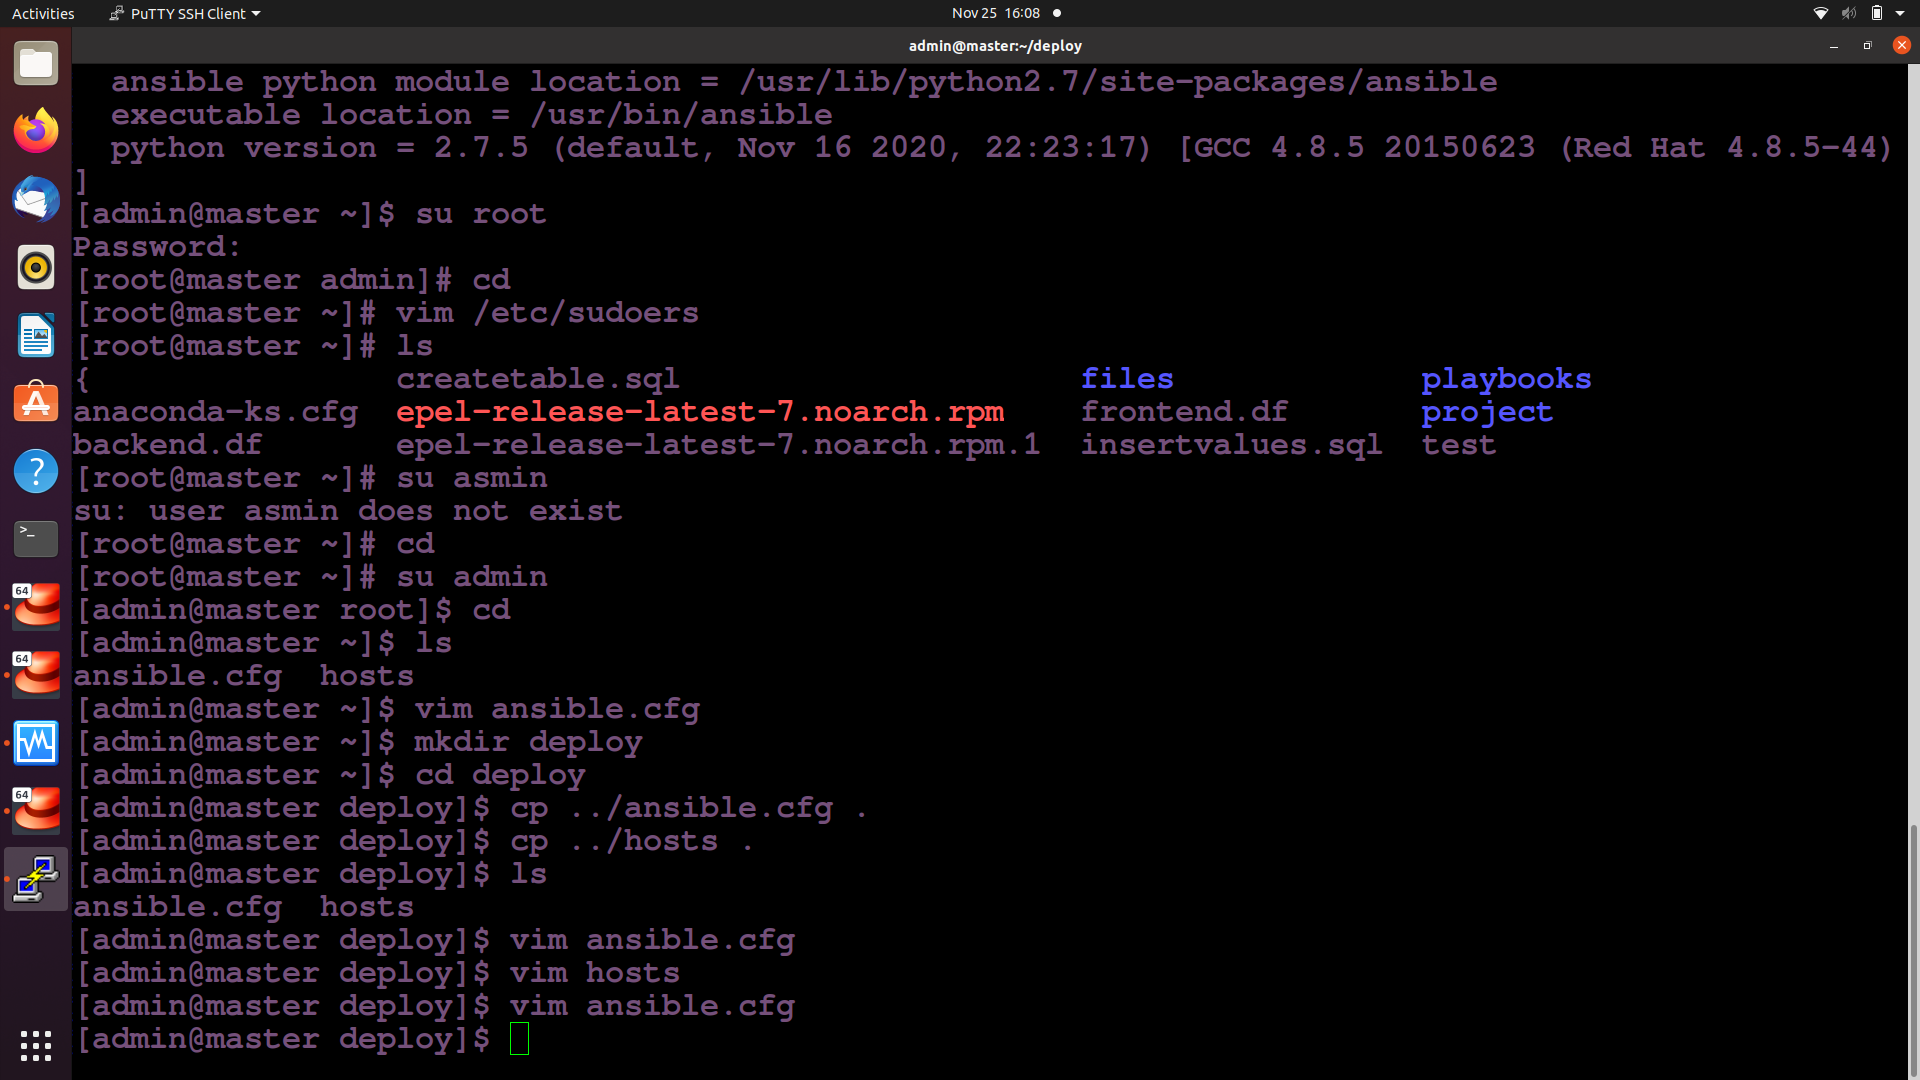 Activities PuTTY SSH Client Nov 25 16:08
admin@master:~/deploy
ansible python module location = /usr/lib/python2.7/site-packages/ansible
executable location = /usr/bin/ansible
python version = 2.7.5 (default, Nov 16 2020, 22:23:17) [GCC 4.8.5 20150623 (Red Hat 4.8.5-44)
]
[admin@master ~]$ su root
Password:
[root@master admin]# cd
[root@master ~]# vim /etc/sudoers
[root@master ~]# ls
{ createtable.sql files playbooks
anaconda-ks.cfg epel-release-latest-7.noarch.rpm frontend.df project
backend.df epel-release-latest-7.noarch.rpm.1 insertvalues.sql test
[root@master ~]# su asmin
su: user asmin does not exist
[root@master ~]# cd
[root@master ~]# su admin
[admin@master root]$ cd
[admin@master ~]$ ls
ansible.cfg hosts
[admin@master ~]$ vim ansible.cfg
[admin@master ~]$ mkdir deploy
[admin@master ~]$ cd deploy
[admin@master deploy]$ cp ../ansible.cfg .
[admin@master deploy]$ cp ../hosts .
[admin@master deploy]$ ls
ansible.cfg hosts
[admin@master deploy]$ vim ansible.cfg
[admin@master deploy]$ vim hosts
[admin@master deploy]$ vim ansible.cfg
[admin@master deploy]$
?
>_
64
64
64